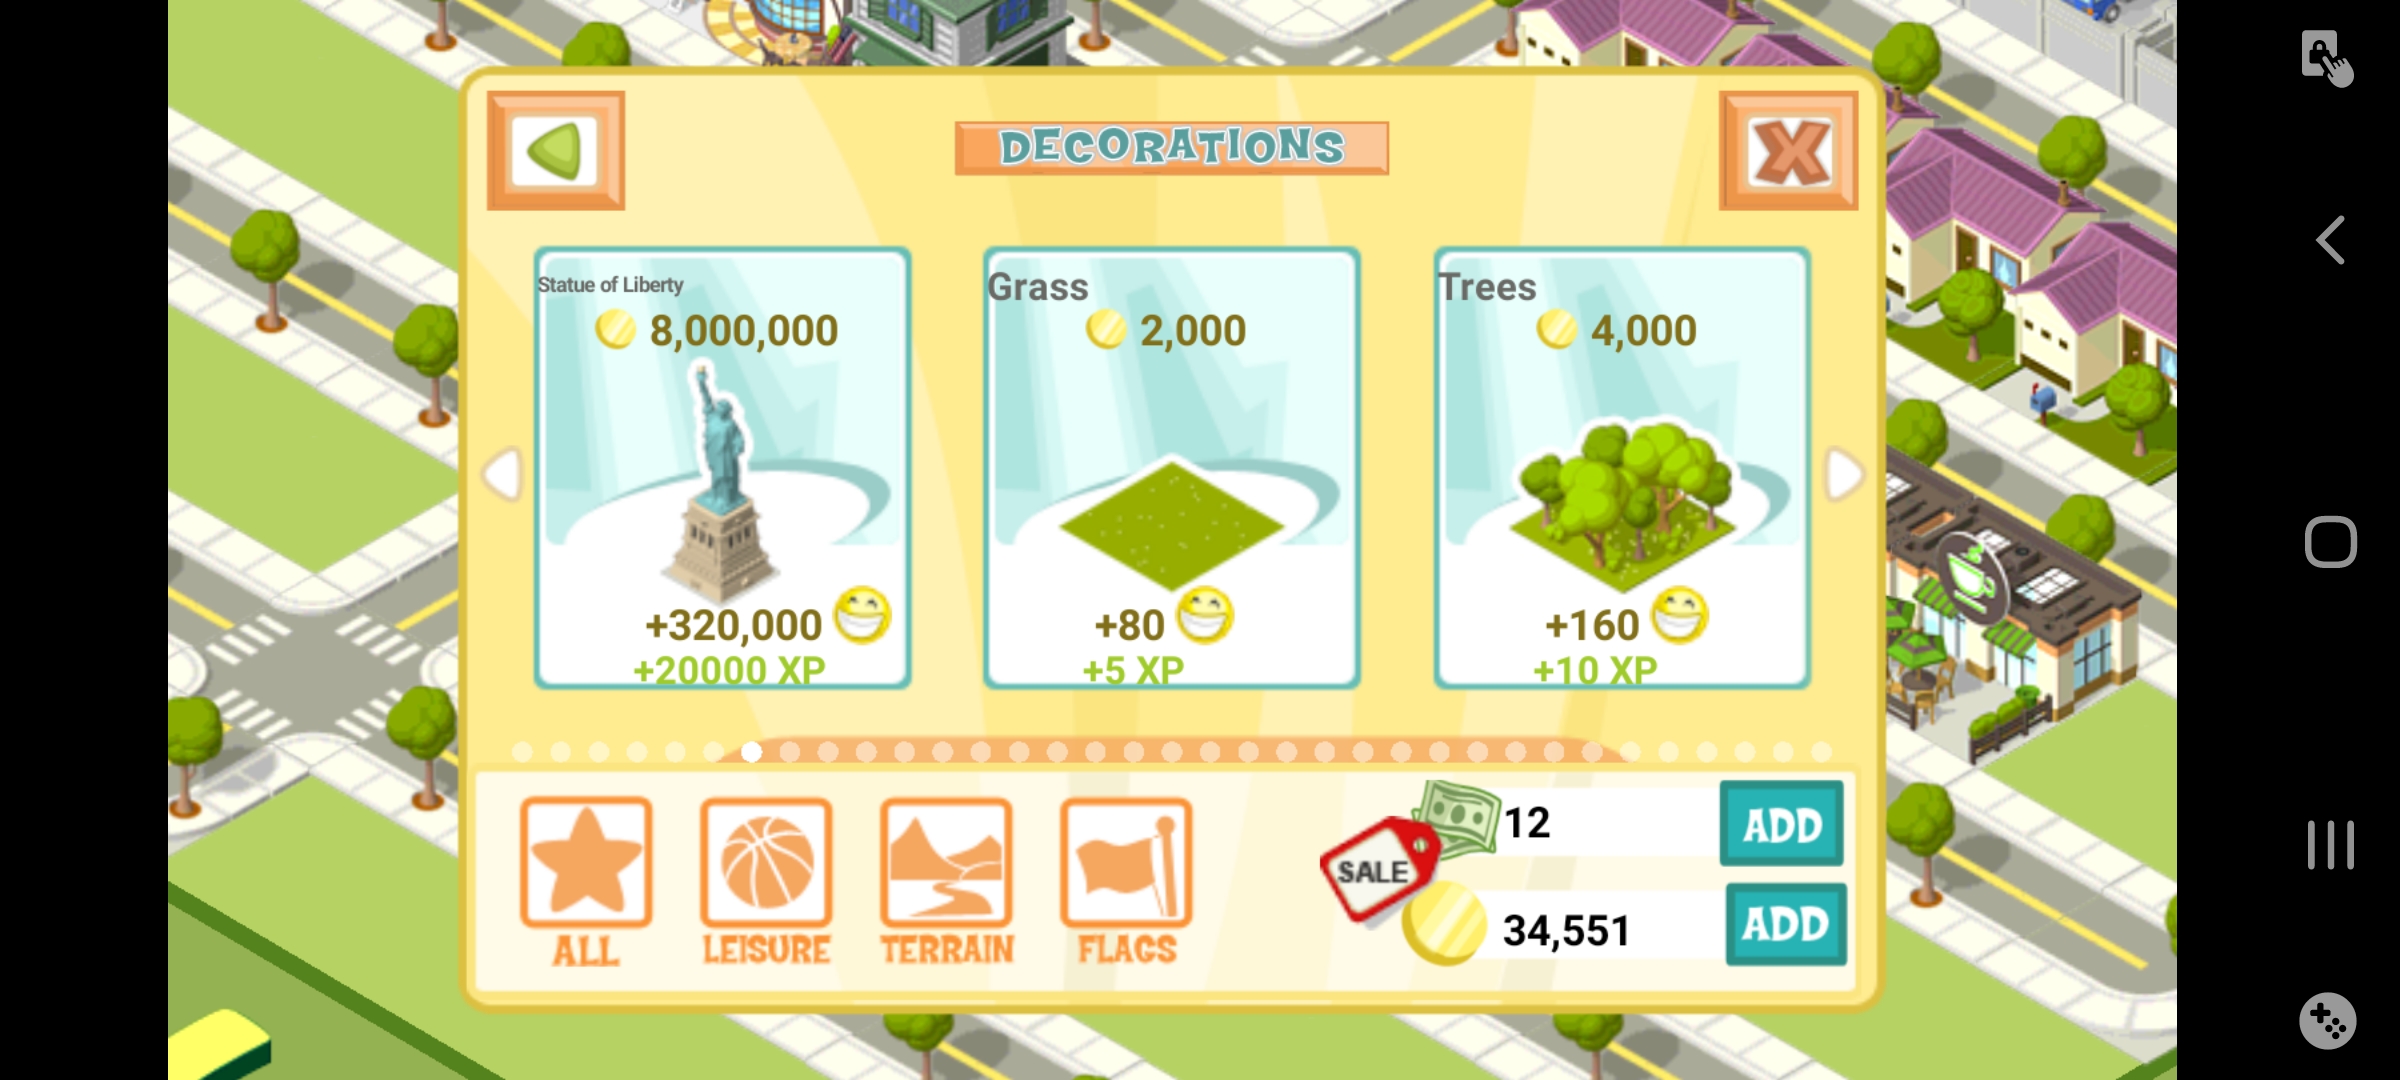 DECORATIONS
Statue of Liberty
8,000,000
+320,000
+20000 XP
Grass
2,000
+80
+5 XP
Trees
4,000
+160
+10 XP
ALL
LEISURE
TERRAIN
FLAGS
SALE
12
ADD
34,551
ADD